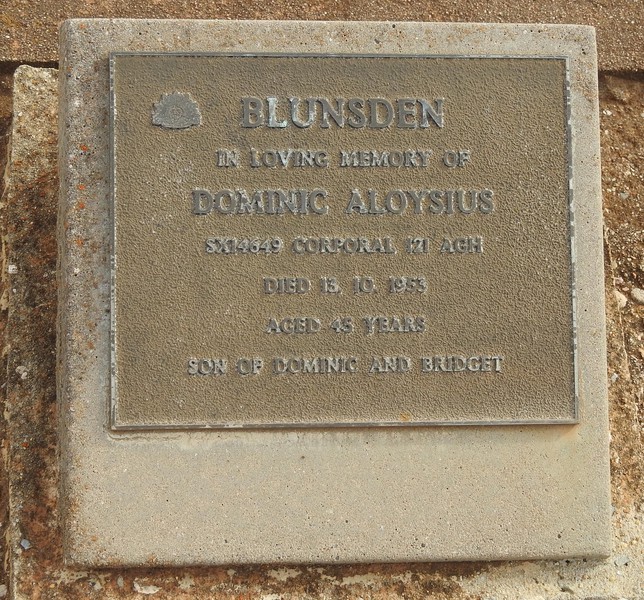 BLUNSDEN
IN LOVING MEMORY OF
DOMINIC ALOYSIUS
SX14649 CORPORAL 121 AGH
DIED 13. 10. 1953
AGED 45 YEARS
SON OF DOMINIC AND BRIDGET